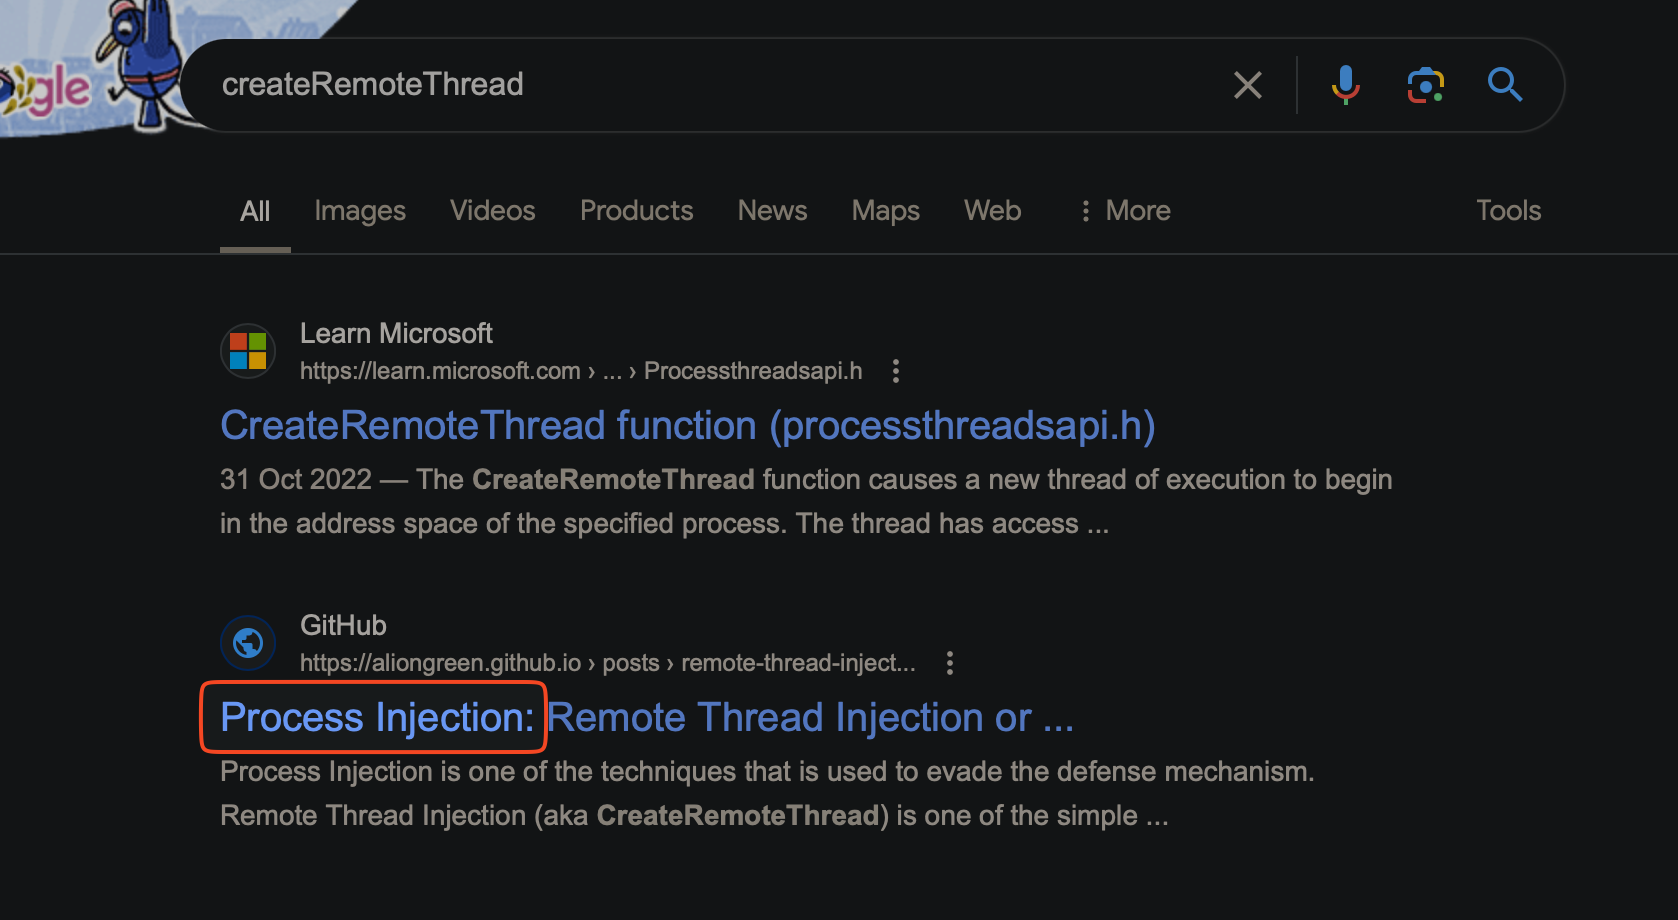 ogle
createRemoteThread
All Images Videos Products News Maps Web More Tools
Learn Microsoft
https://learn.microsoft.com › ... › Processthreadsapi.h
CreateRemoteThread function (processthreadsapi.h)
31 Oct 2022 — The CreateRemoteThread function causes a new thread of execution to begin
in the address space of the specified process. The thread has access ...
GitHub
https://aliongreen.github.io › posts › remote-thread-inject...
Process Injection: Remote Thread Injection or ...
Process Injection is one of the techniques that is used to evade the defense mechanism.
Remote Thread Injection (aka CreateRemoteThread) is one of the simple ...